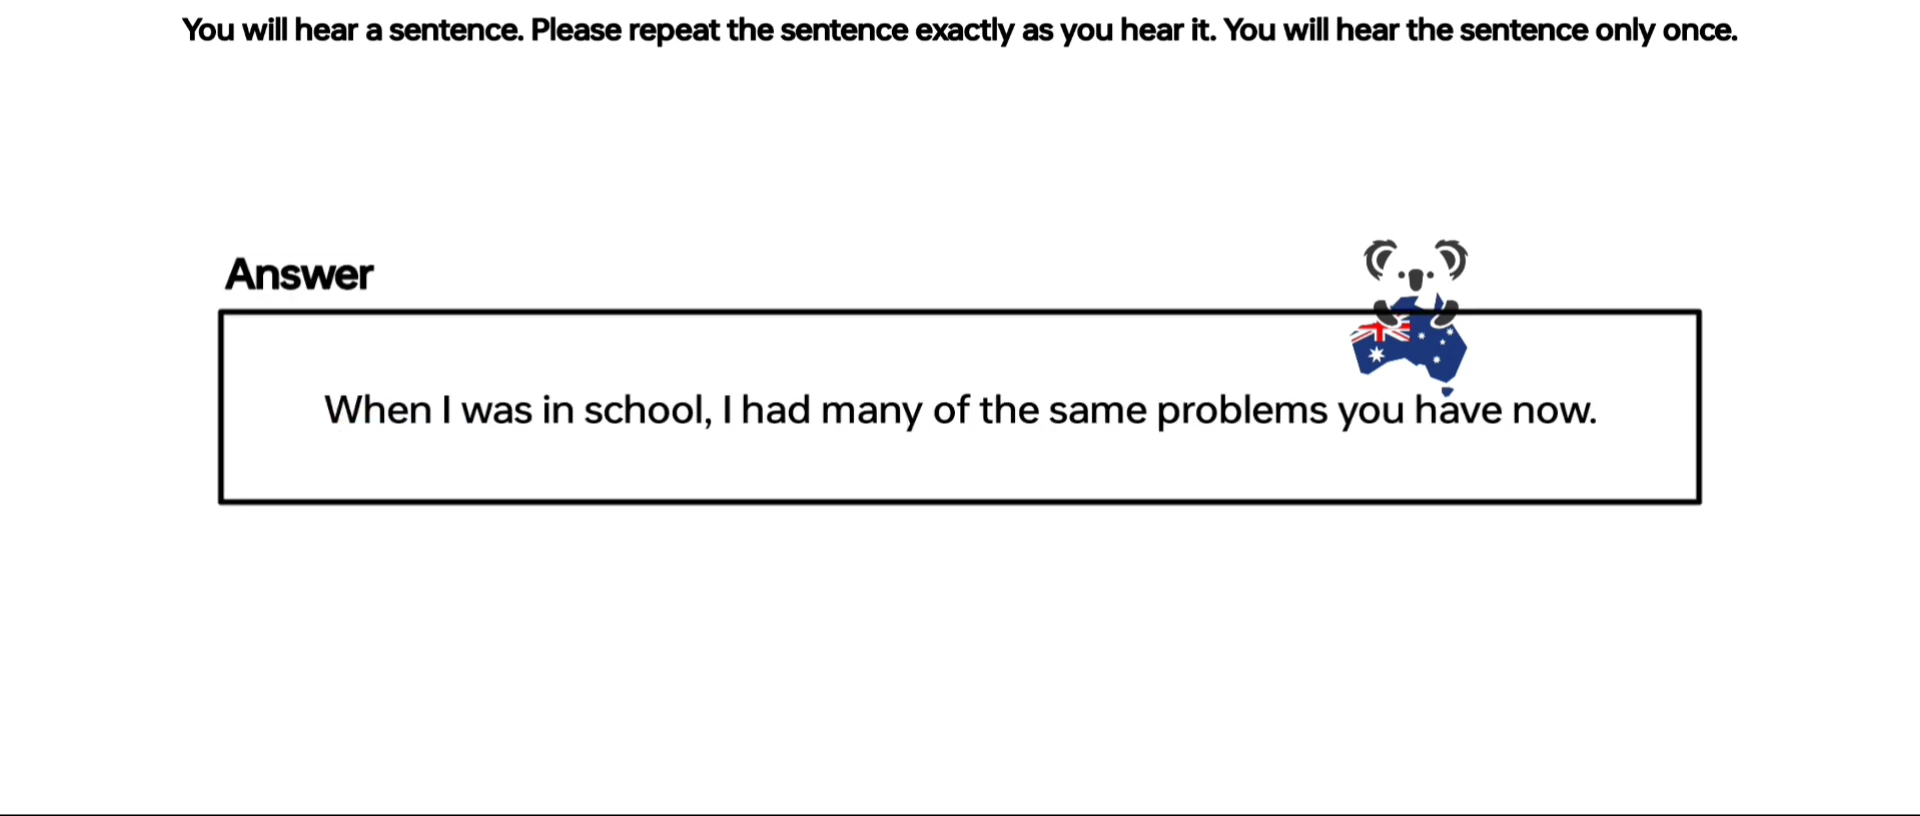 You will hear a sentence. Please repeat the sentence exactly as you hear it. You will hear the sentence only once.
Answer
When I was in school, I had many of the same problems you have now.